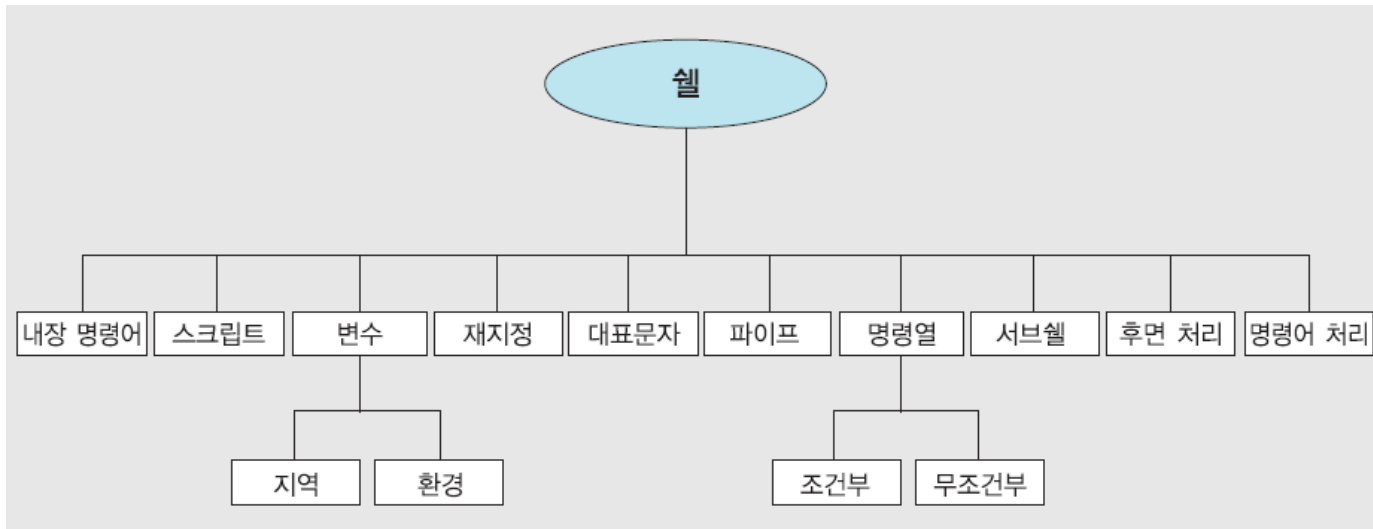 쉘
내장 명령어 스크립트 변수 재지정 대표문자 파이프 명령열 서브쉘 후면 처리 명령어 처리
지역 환경 조건부 무조건부